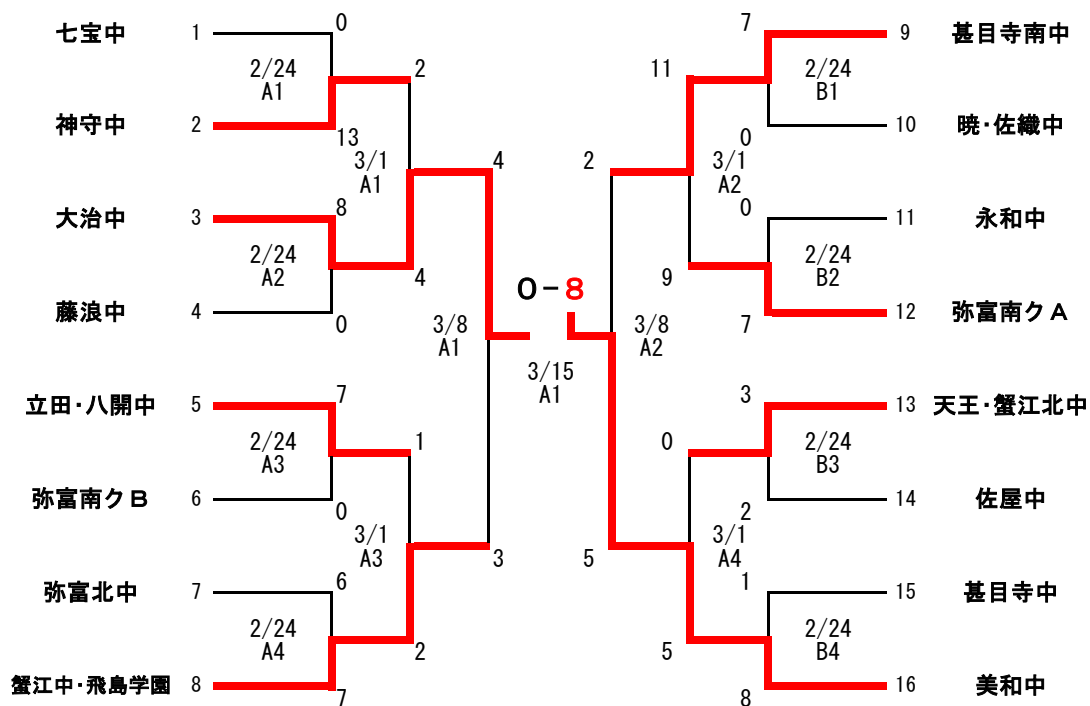 七宝中 1 0 7 9 甚目寺南中
2/24 A1 2 11 2/24 B1
神守中 2 13 0 10 暁・佐織中
3/1 A1 4 2 3/1 A2
大治中 3 8 0 11 永和中
2/24 A2 4 9 2/24 B2
藤浪中 4 0 7 12 弥富南クA
0-8
3/8 A1 3/8 A2
3/15 A1
立田・八開中 5 7 3 13 天王・蟹江北中
2/24 A3 1 0 2/24 B3
弥富南クB 6 0 2 14 佐屋中
3/1 A3 3 5 3/1 A4
弥富北中 7 6 1 15 甚目寺中
2/24 A4 2 5 2/24 B4
蟹江中・飛島学園 8 7 8 16 美和中